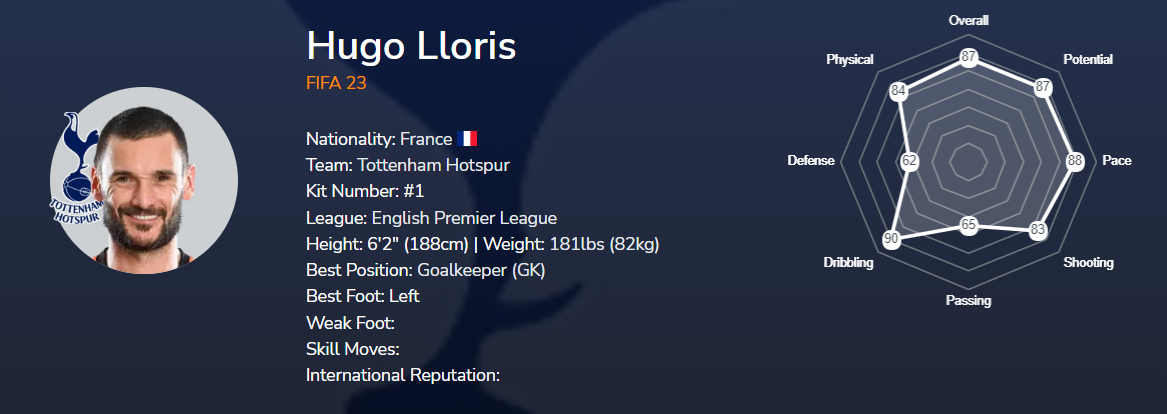 Hugo Lloris
FIFA 23
Nationality: France
Team: Tottenham Hotspur
Kit Number: #1
League: English Premier League
Height: 6'2" (188cm) | Weight: 181lbs (82kg)
Best Position: Goalkeeper (GK)
Best Foot: Left
Weak Foot:
Skill Moves:
International Reputation:
TOTTENHAM
HOTSPUR
Overall
87
Potential
87
Pace
88
Shooting
83
Passing
65
Dribbling
90
Defense
62
Physical
84